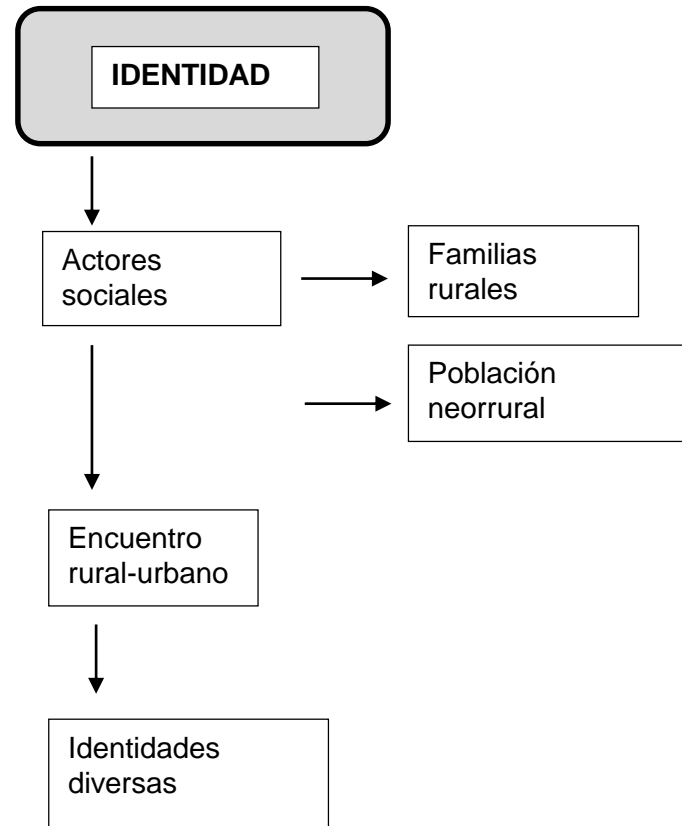 IDENTIDAD
Actores
sociales
Familias
rurales
Población
neorrural
Encuentro
rural-urbano
Identidades
diversas